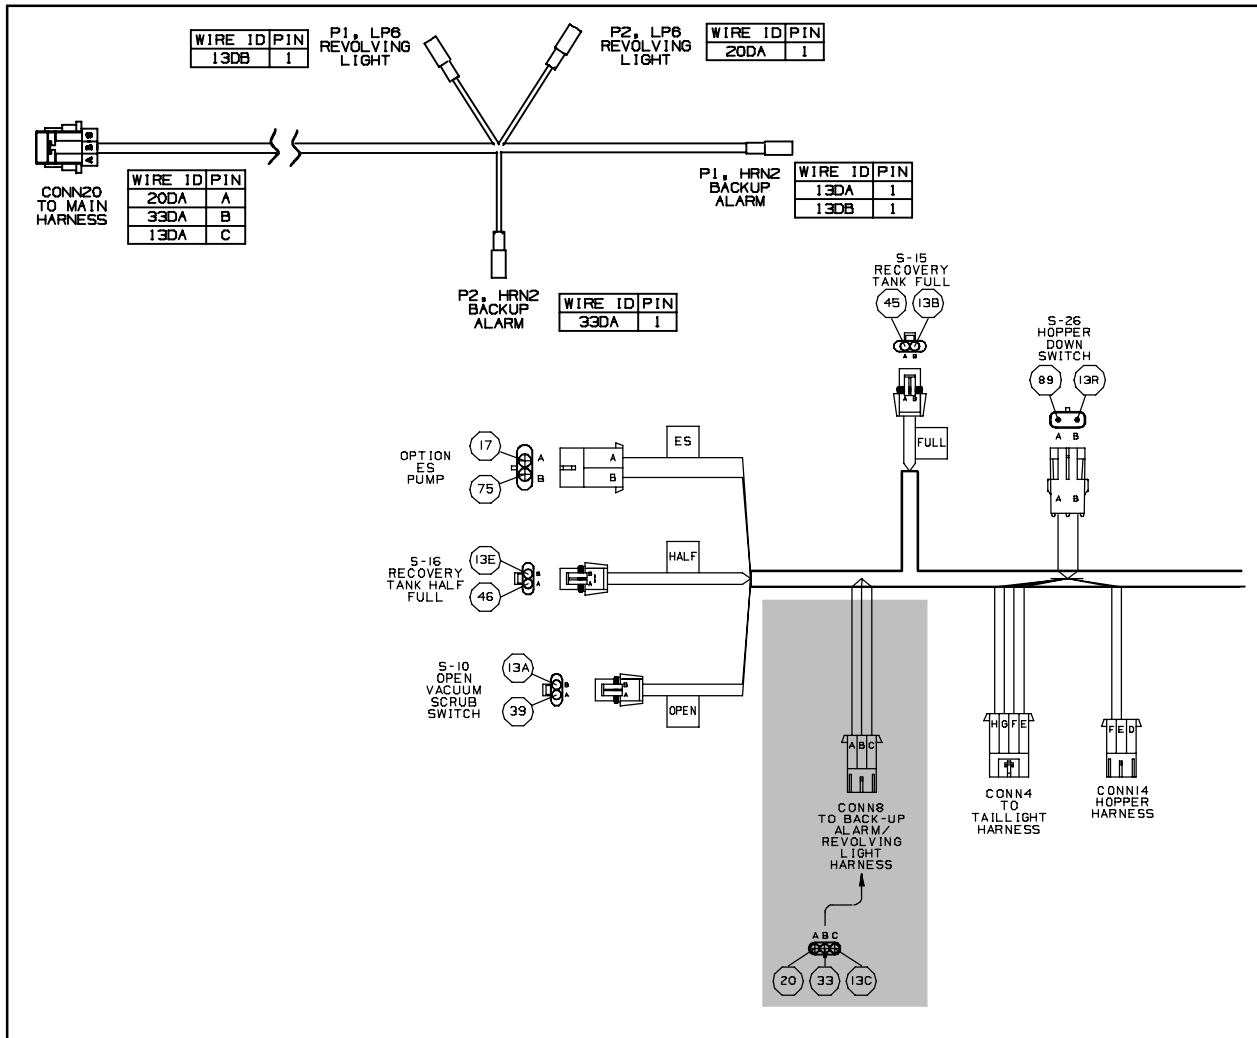 WIRE ID PIN
13DB 1
P1, LP6
REVOLVING
LIGHT
P2, LP6
REVOLVING
LIGHT
WIRE ID PIN
20DA 1
A B C
CONN20
TO MAIN
HARNESS
WIRE ID PIN
20DA A
33DA B
13DA C
P1, HRN2
BACKUP
ALARM
WIRE ID PIN
13DA 1
13DB 1
P2, HRN2
BACKUP
ALARM
WIRE ID PIN
33DA 1
S-15
RECOVERY
TANK FULL
45 13B
A B
A B
FULL
S-26
HOPPER
DOWN
SWITCH
89 13R
A B
A B
OPTION
ES
PUMP
17
75
A
B
A
B
ES
S-16
RECOVERY
TANK HALF
FULL
13E
46
B
A
HALF
S-10
OPEN
VACUUM
SCRUB
SWITCH
13A
39
B
A
B
A
OPEN
A B C
CONN8
TO BACK-UP
ALARM/
REVOLVING
LIGHT
HARNESS
A B C
20 33 13C
H G F E
CONN4
TO
TAILLIGHT
HARNESS
F E D
CONN14
HOPPER
HARNESS